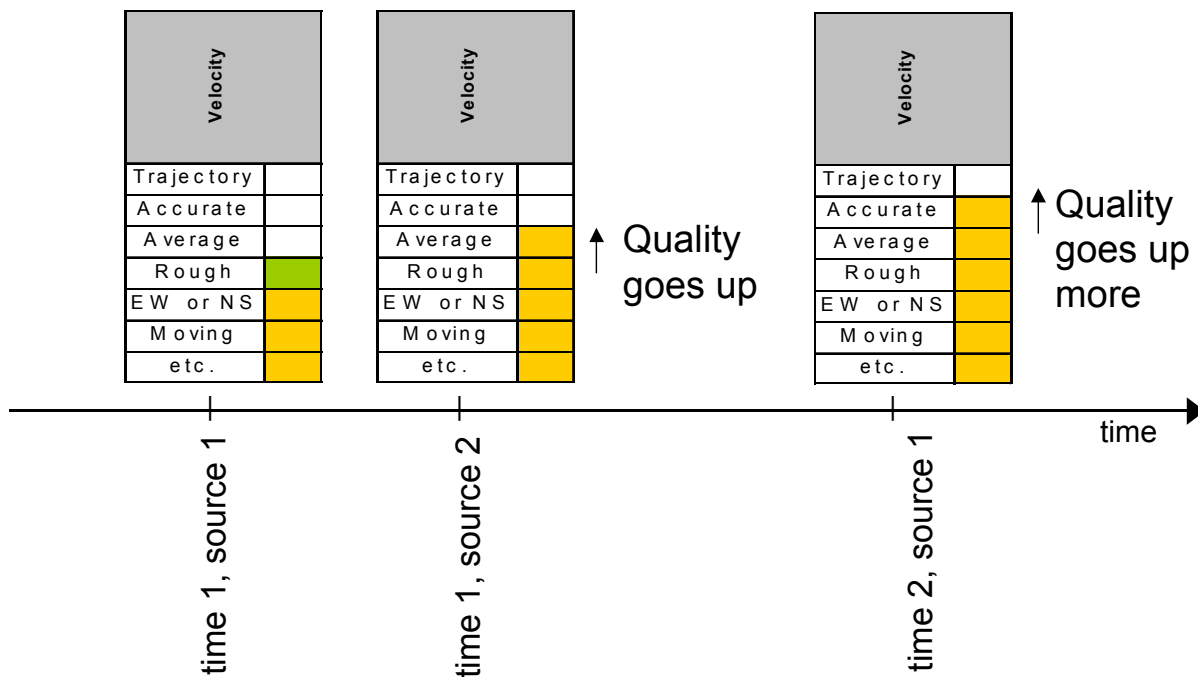 Velocity
Trajectory
Accurate
Average
Rough
EW or NS
Moving
etc.
Velocity
Trajectory
Accurate
Average
Rough
EW or NS
Moving
etc.
Quality
goes up
Velocity
Trajectory
Accurate
Average
Rough
EW or NS
Moving
etc.
Quality
goes up
more
time
time 1, source 1
time 1, source 2
time 2, source 1